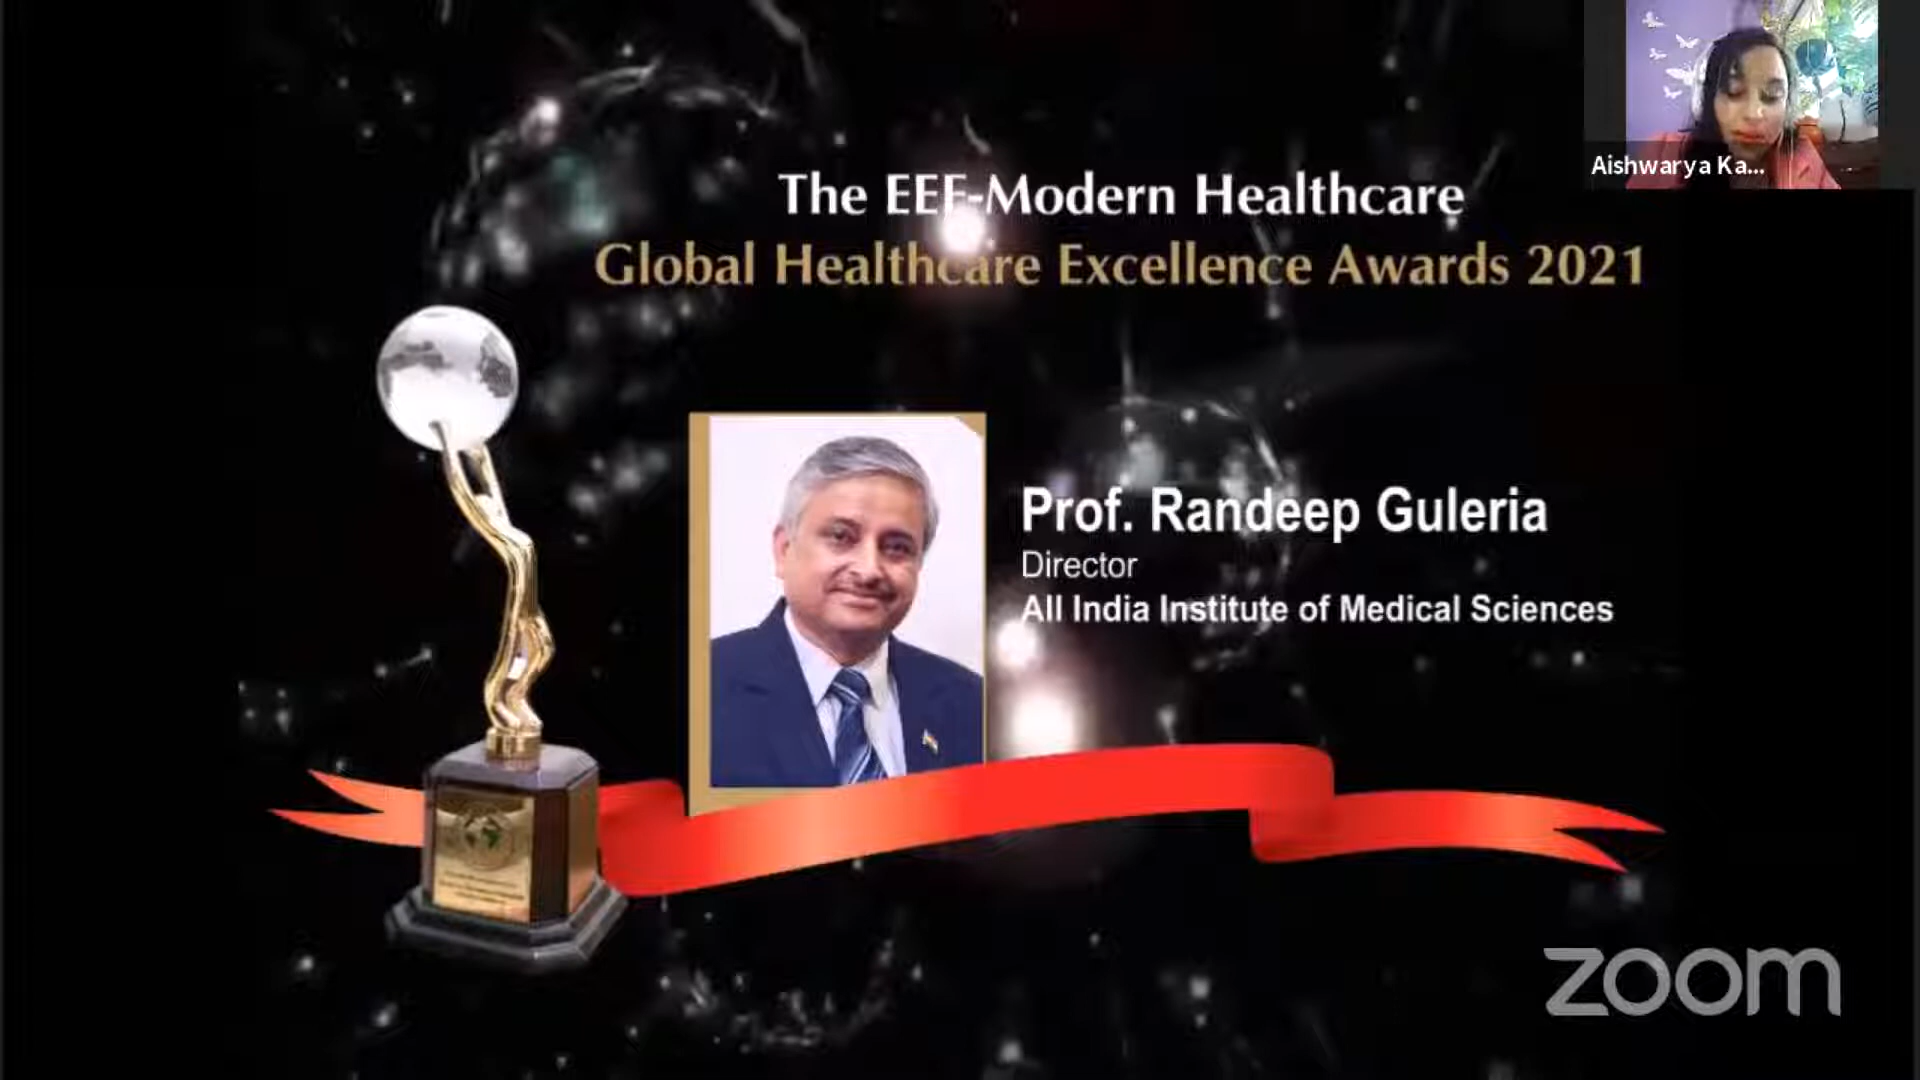 The EEF-Modern Healthcare
Global Healthcare Excellence Awards 2021
Aishwarya Ka...
Prof. Randeep Guleria
Director
All India Institute of Medical Sciences
zoom